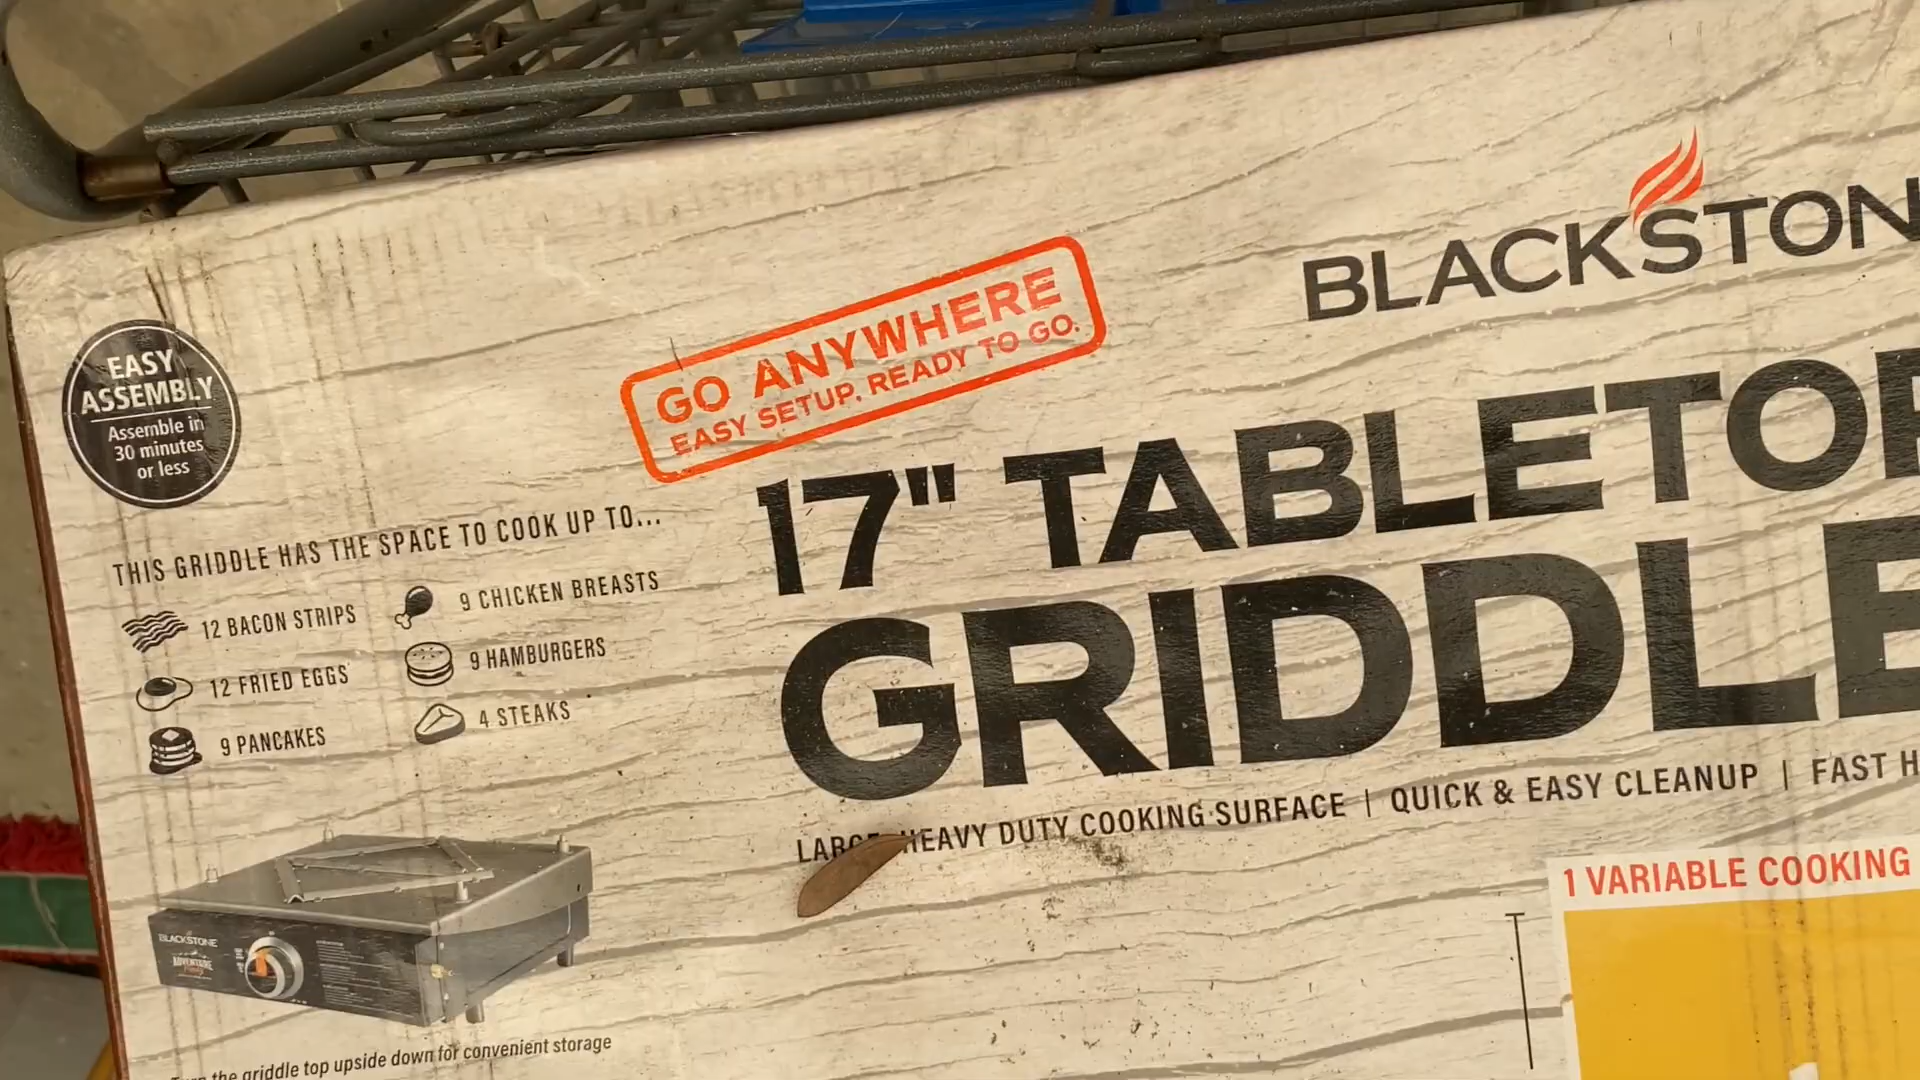 BLACKSTON
GO ANYWHERE
EASY SETUP. READY TO GO.
EASY
ASSEMBLY
Assemble in
30 minutes
or less
17" TABLETOP
GRIDDLE
THIS GRIDDLE HAS THE SPACE TO COOK UP TO...
12 BACON STRIPS
9 CHICKEN BREASTS
12 FRIED EGGS
9 HAMBURGERS
9 PANCAKES
4 STEAKS
HEAVY DUTY COOKING SURFACE | QUICK & EASY CLEANUP | FAST H
1 VARIABLE COOKING
BLACKSTONE
ADVENTURE
the griddle top upside down for convenient storage